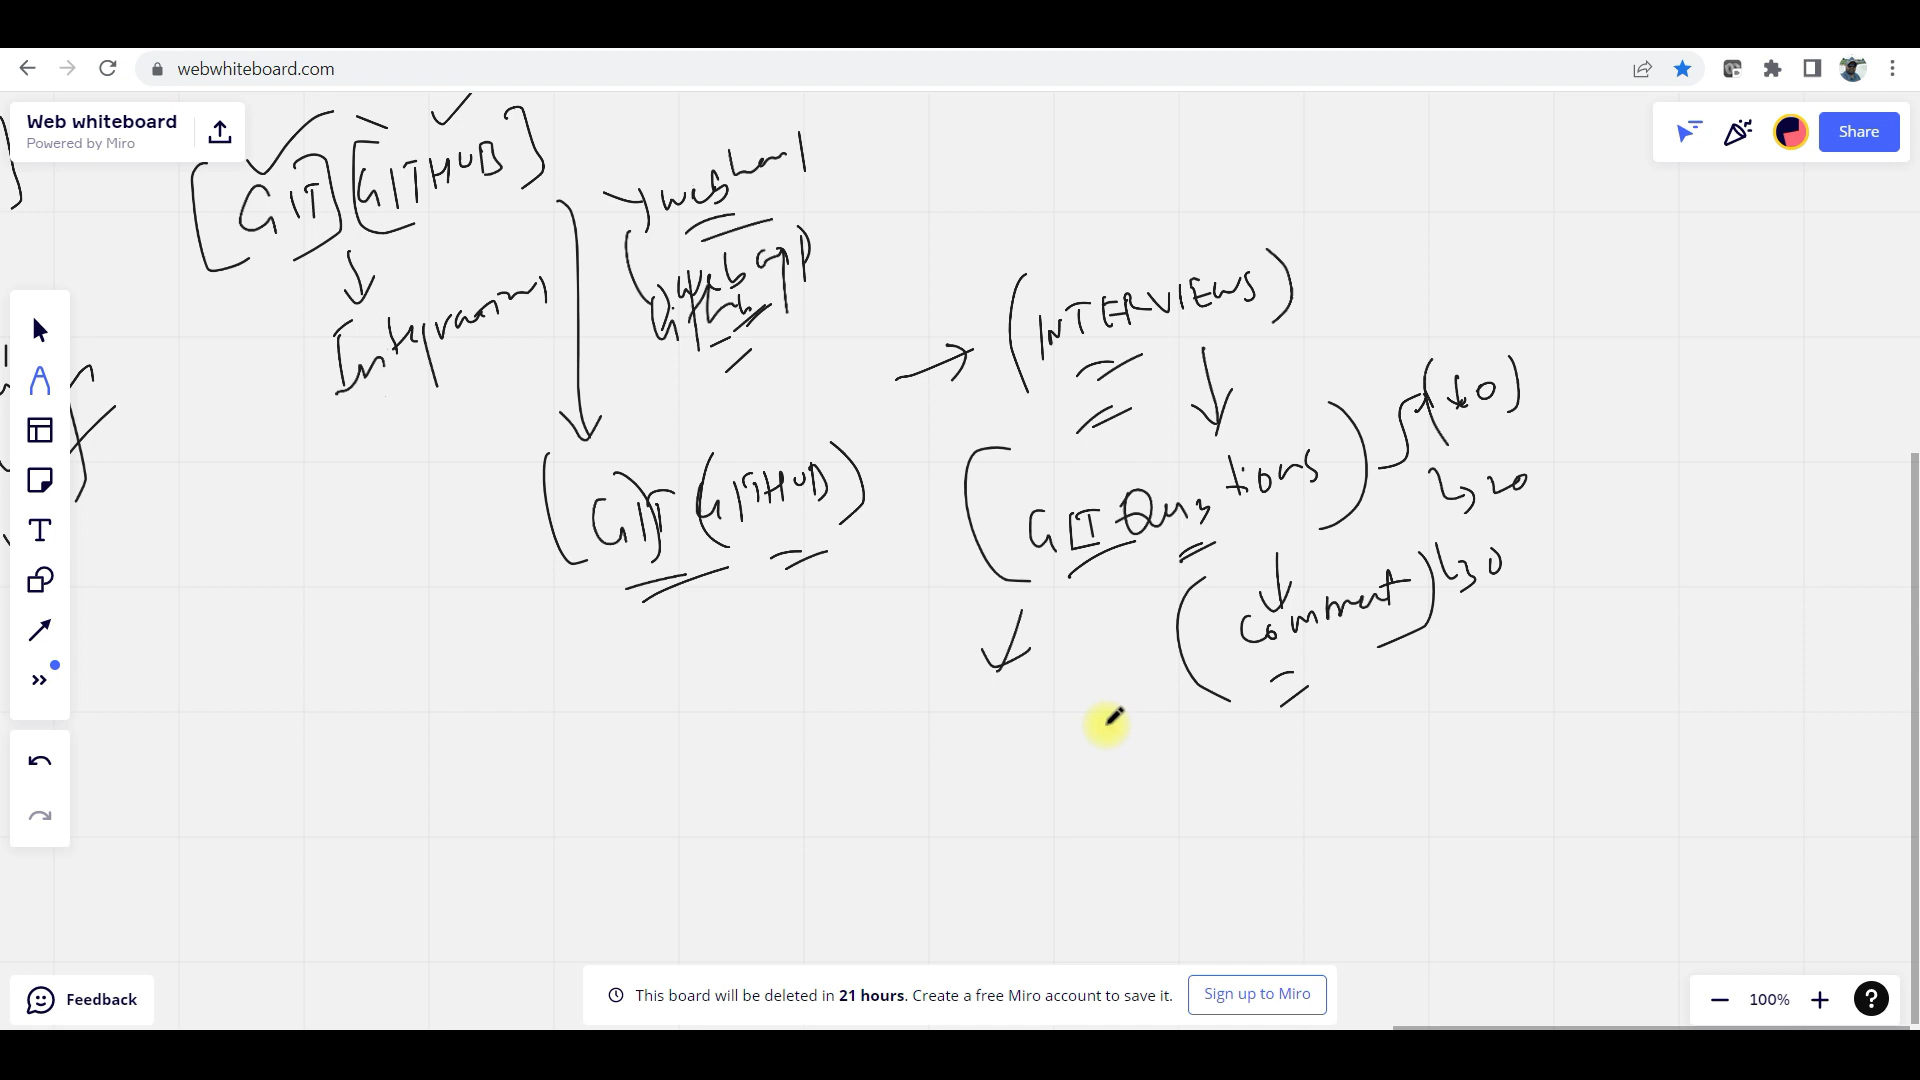 webwhiteboard.com
Web whiteboard
Powered by Miro
Share
[GIT] [GITHUB]
Web app
(INTERVIEWS)
(GIT (GITHUB)
(GIT Questions)
↳20
(Comment)
↳30
Feedback
This board will be deleted in 21 hours. Create a free Miro account to save it.
Sign up to Miro
100%
?